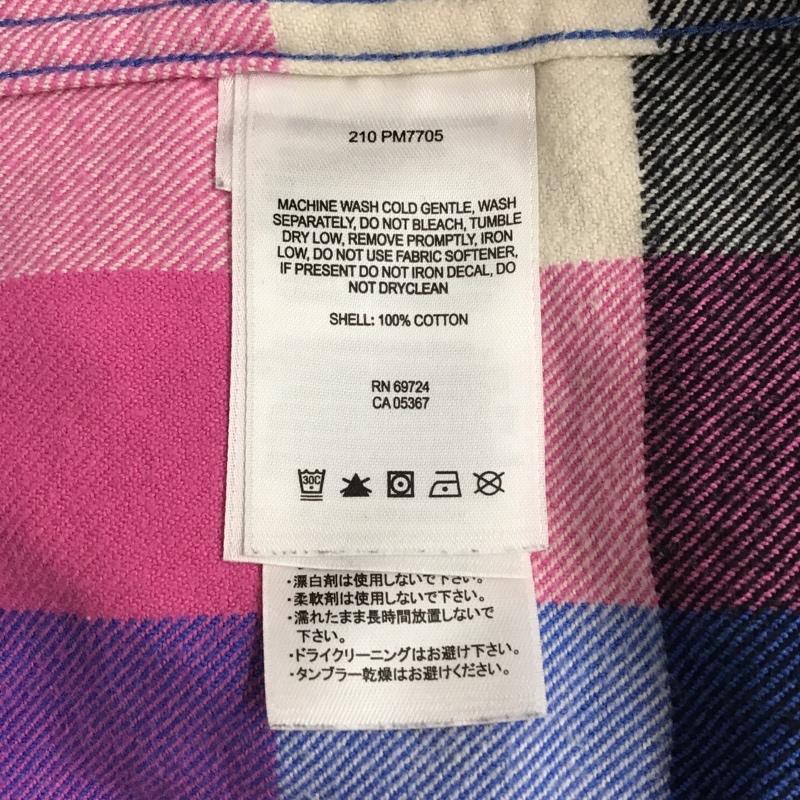 210 PM7705
MACHINE WASH COLD GENTLE, WASH
SEPARATELY, DO NOT BLEACH, TUMBLE
DRY LOW, REMOVE PROMPTLY, IRON
LOW, DO NOT USE FABRIC SOFTENER,
IF PRESENT DO NOT IRON DECAL, DO
NOT DRYCLEAN
SHELL: 100% COTTON
RN 69724
CA 05367
30C
・漂白剤は使用しないで下さい。
・柔軟剤は使用しないで下さい。
・濡れたまま長時間放置しないで
下さい。
・ドライクリーニングはお避け下さい。
・タンブラー乾燥はお避けください。